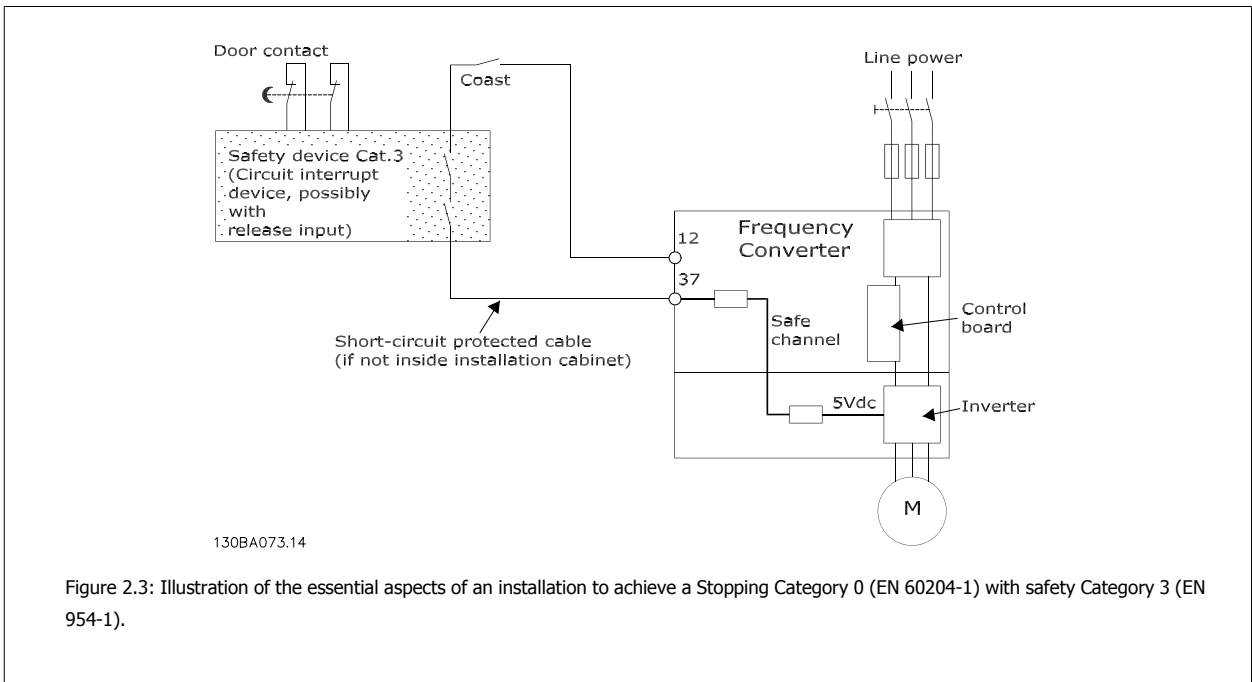 Door contact
Coast
Line power
Safety device Cat.3
(Circuit interrupt
device, possibly
with
release input)
Frequency
Converter
12
37
Safe
channel
Control
board
Short-circuit protected cable
(if not inside installation cabinet)
5Vdc
Inverter
M
130BA073.14
Figure 2.3: Illustration of the essential aspects of an installation to achieve a Stopping Category 0 (EN 60204-1) with safety Category 3 (EN
954-1).